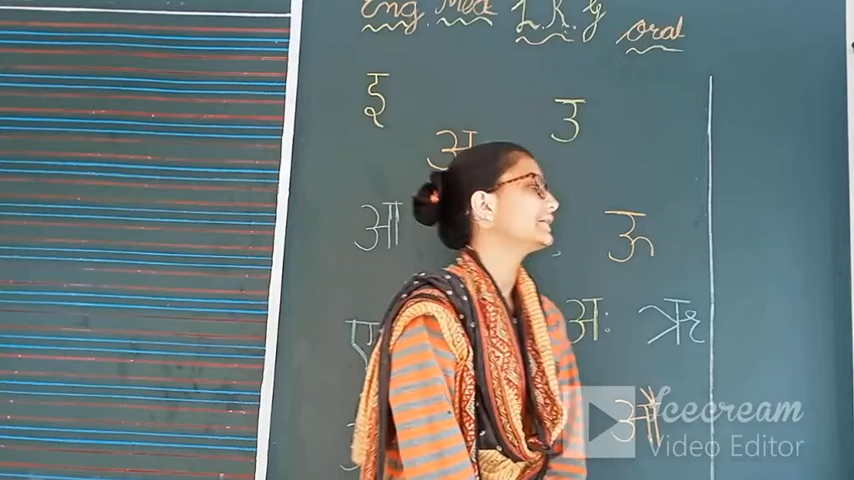 Eng. Med L.K.G oral
इ
उ
अ
आ
ऊ
ए
अः
ऋ
औ
Icecream
Video Editor